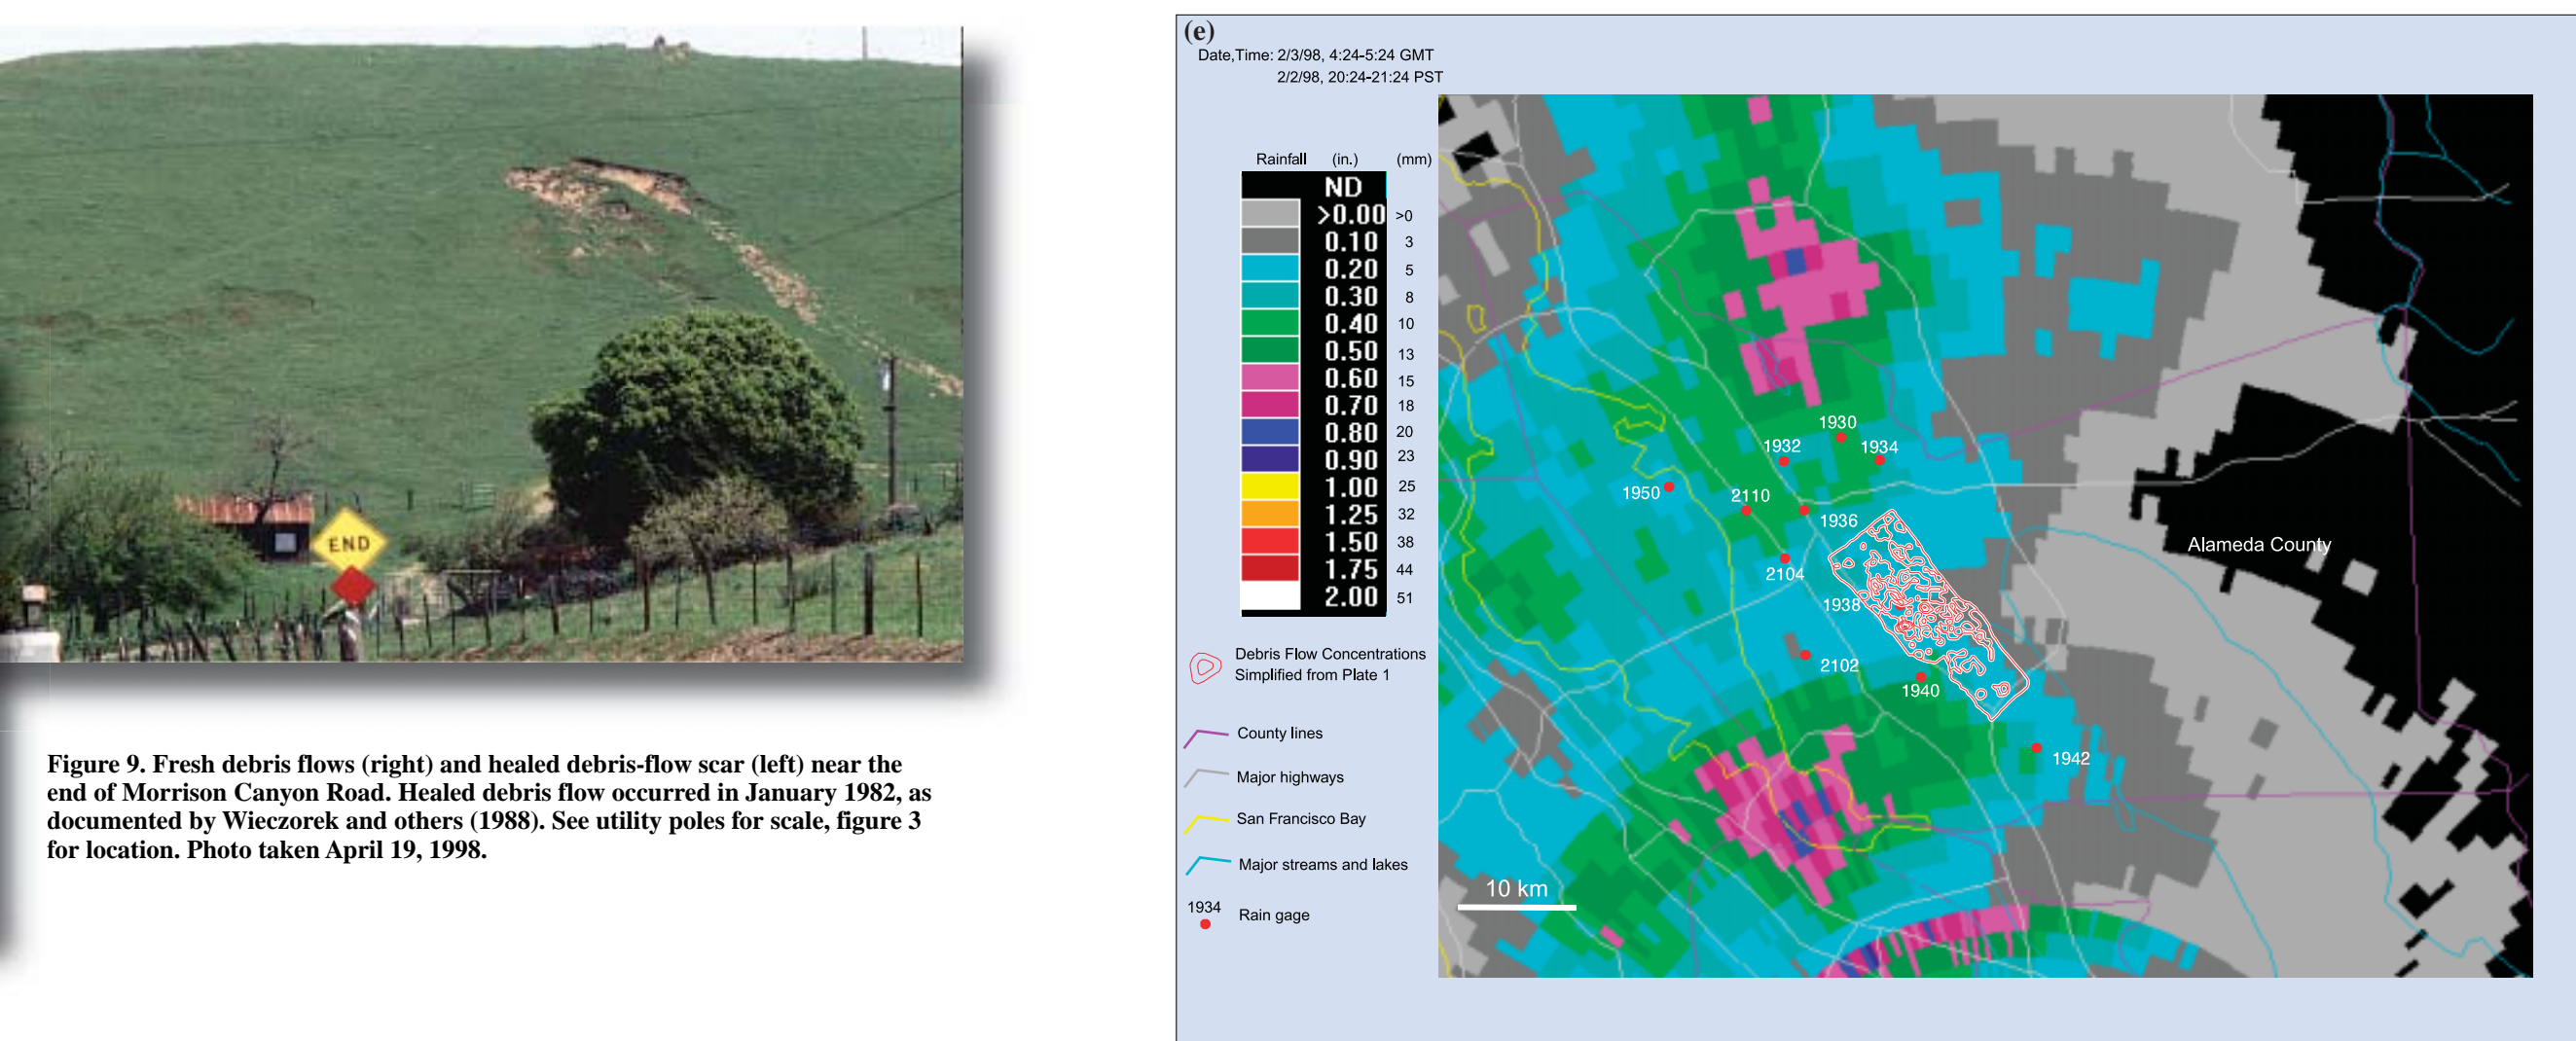 END
Figure 9. Fresh debris flows (right) and healed debris-flow scar (left) near the
end of Morrison Canyon Road. Healed debris flow occurred in January 1982, as
documented by Wieczorek and others (1988). See utility poles for scale, figure 3
for location. Photo taken April 19, 1998.
(e)
Date,Time: 2/3/98, 4:24-5:24 GMT
2/2/98, 20:24-21:24 PST
Rainfall (in.) (mm)
ND
>0.00 >0
0.10 3
0.20 5
0.30 8
0.40 10
0.50 13
0.60 15
0.70 18
0.80 20
0.90 23
1.00 25
1.25 32
1.50 38
1.75 44
2.00 51
Debris Flow Concentrations
Simplified from Plate 1
County lines
Major highways
San Francisco Bay
Major streams and lakes
1934
Rain gage
1930
1932
1934
1950
2110
1936
Alameda County
2104
1938
2102
1940
1942
10 km